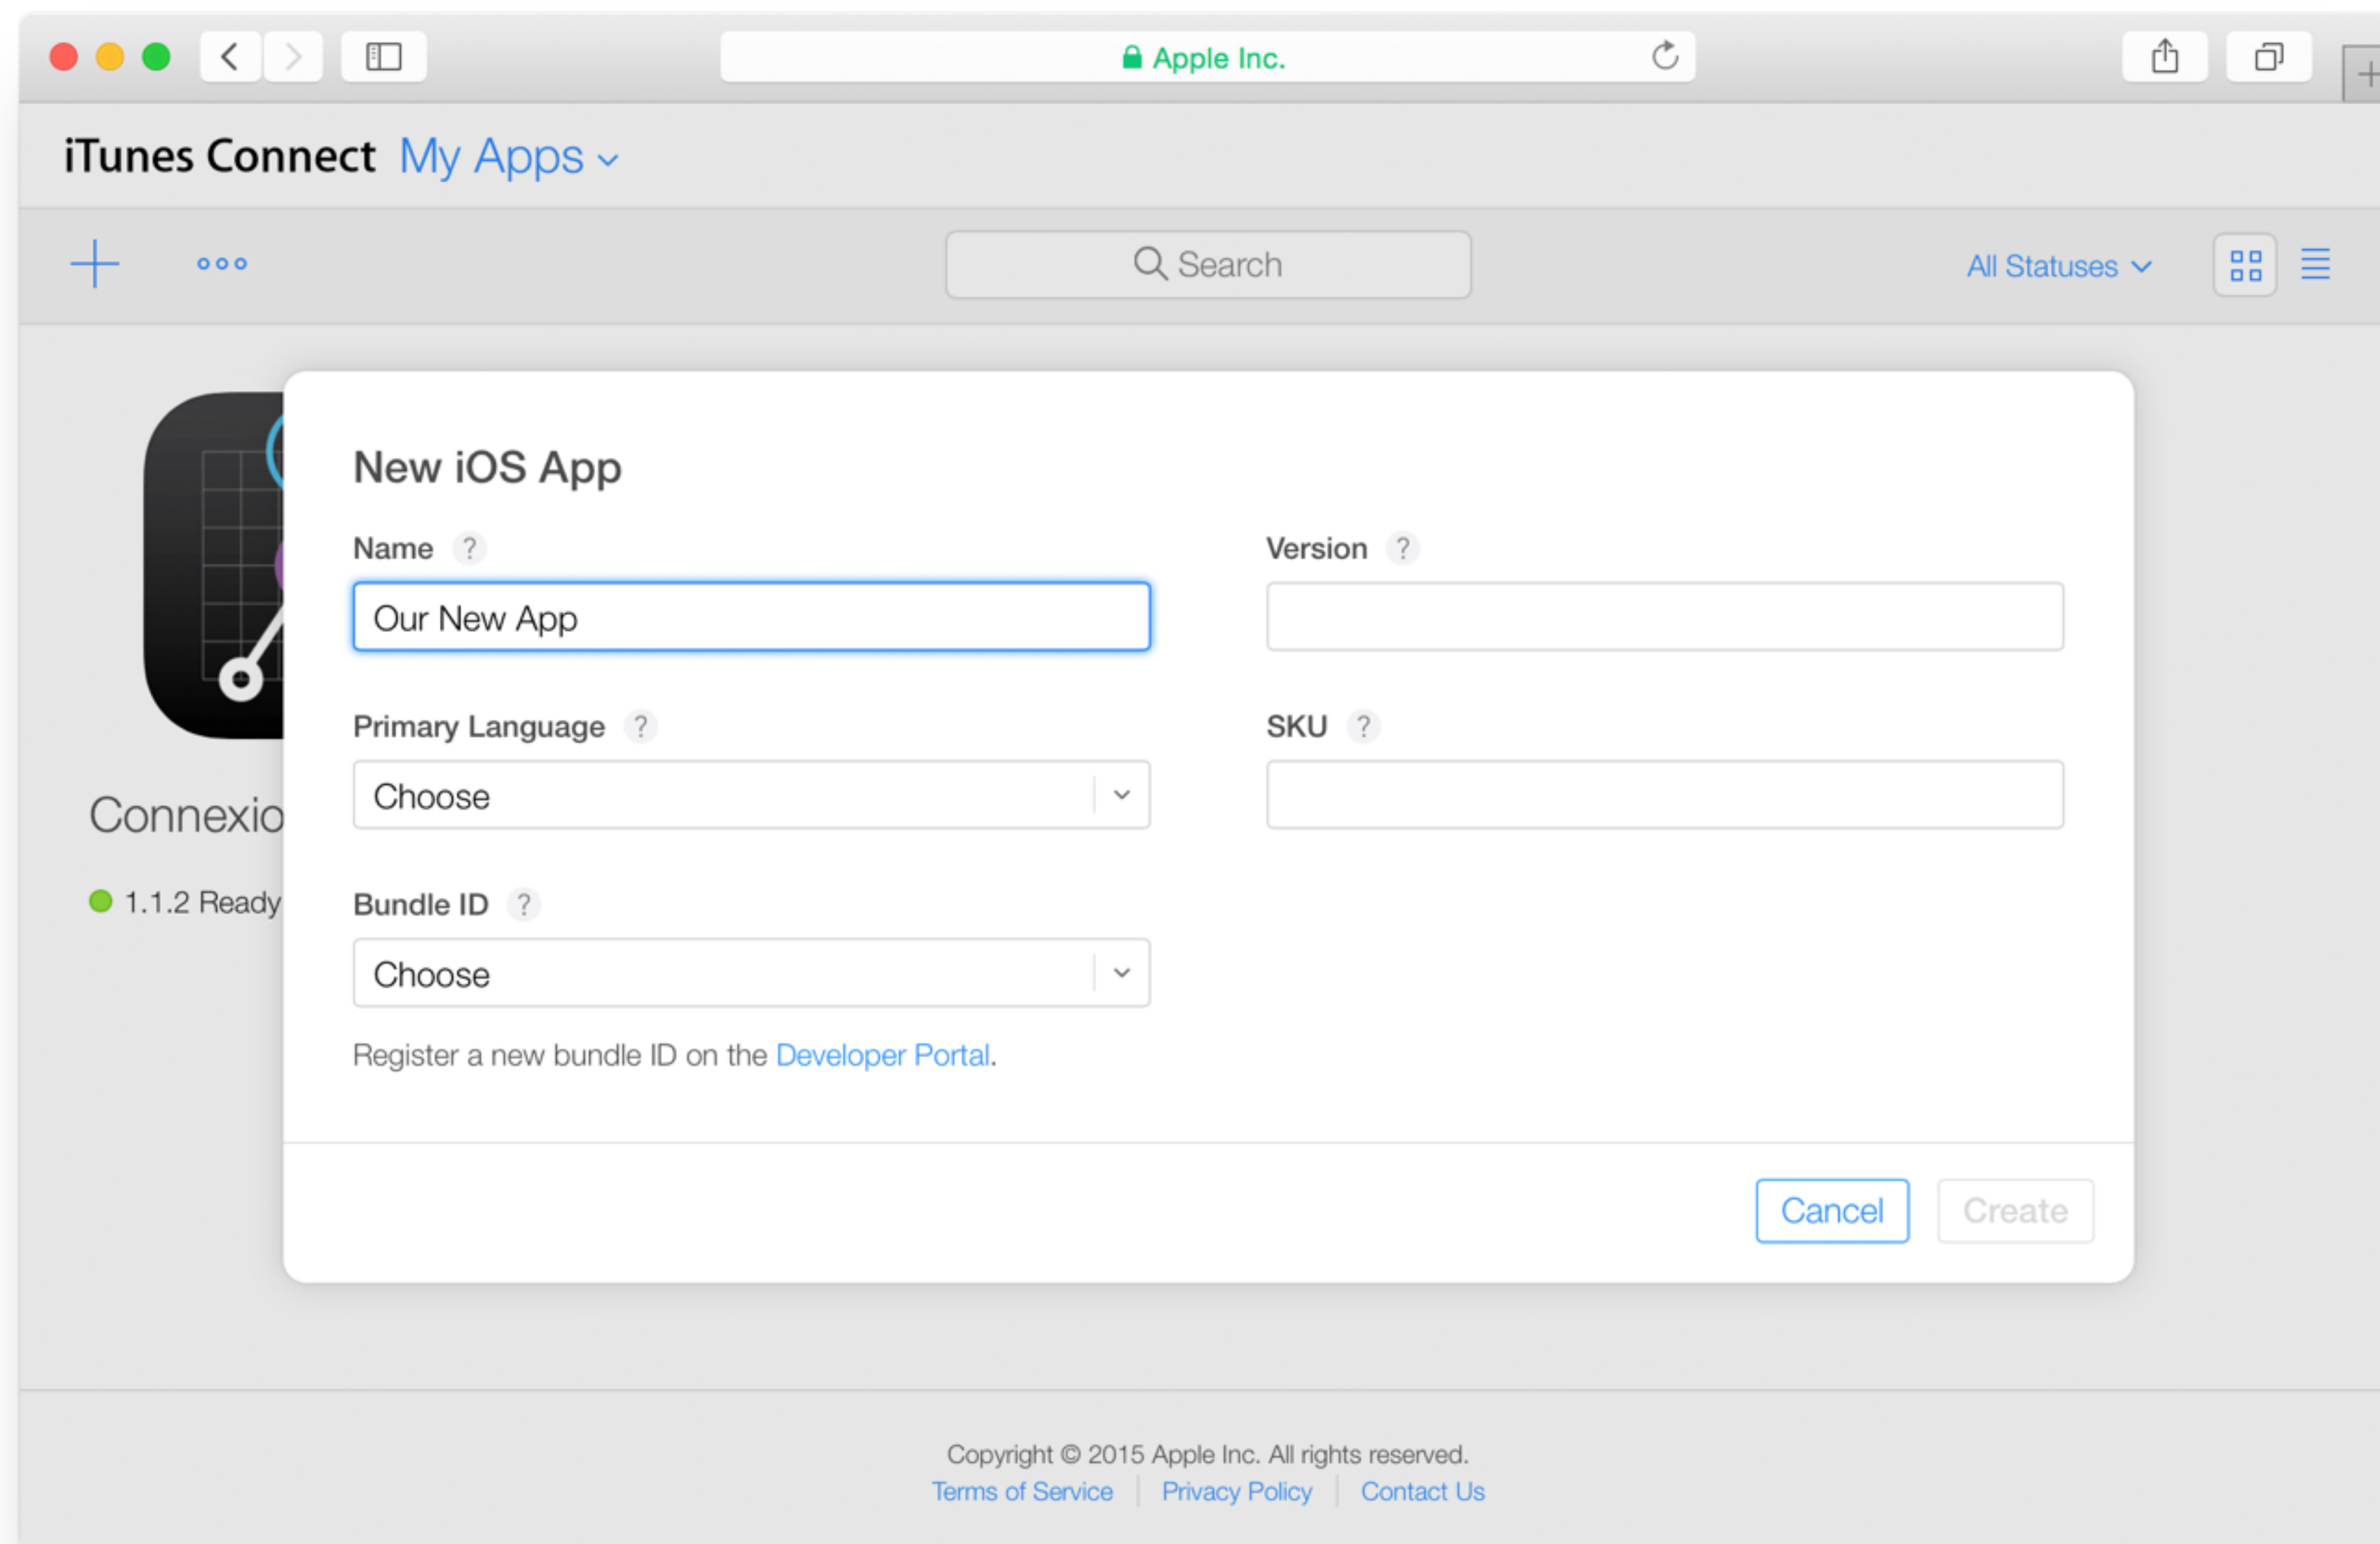 Apple Inc.
iTunes Connect My Apps
Search
All Statuses
New iOS App
Name ?
Version ?
Our New App
Primary Language ?
SKU ?
Choose
Connexio
1.1.2 Ready
Bundle ID ?
Choose
Register a new bundle ID on the Developer Portal.
Cancel
Create
Copyright © 2015 Apple Inc. All rights reserved.
Terms of Service
Privacy Policy
Contact Us